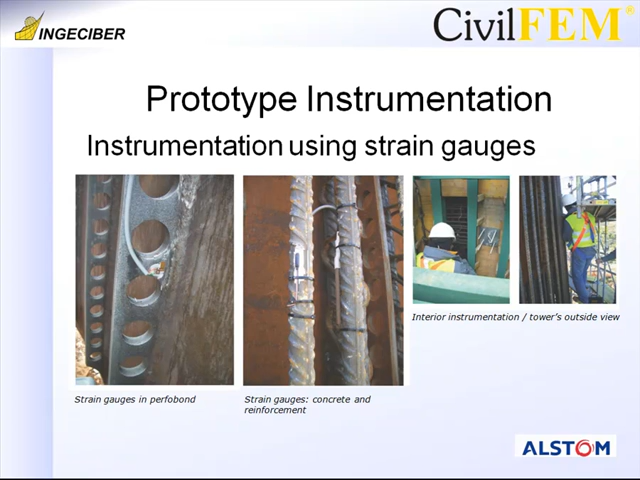 INGECIBER
CivilFEM®
Prototype Instrumentation
Instrumentation using strain gauges
Interior instrumentation / tower's outside view
Strain gauges in perfobond
Strain gauges: concrete and
reinforcement
ALSTOM